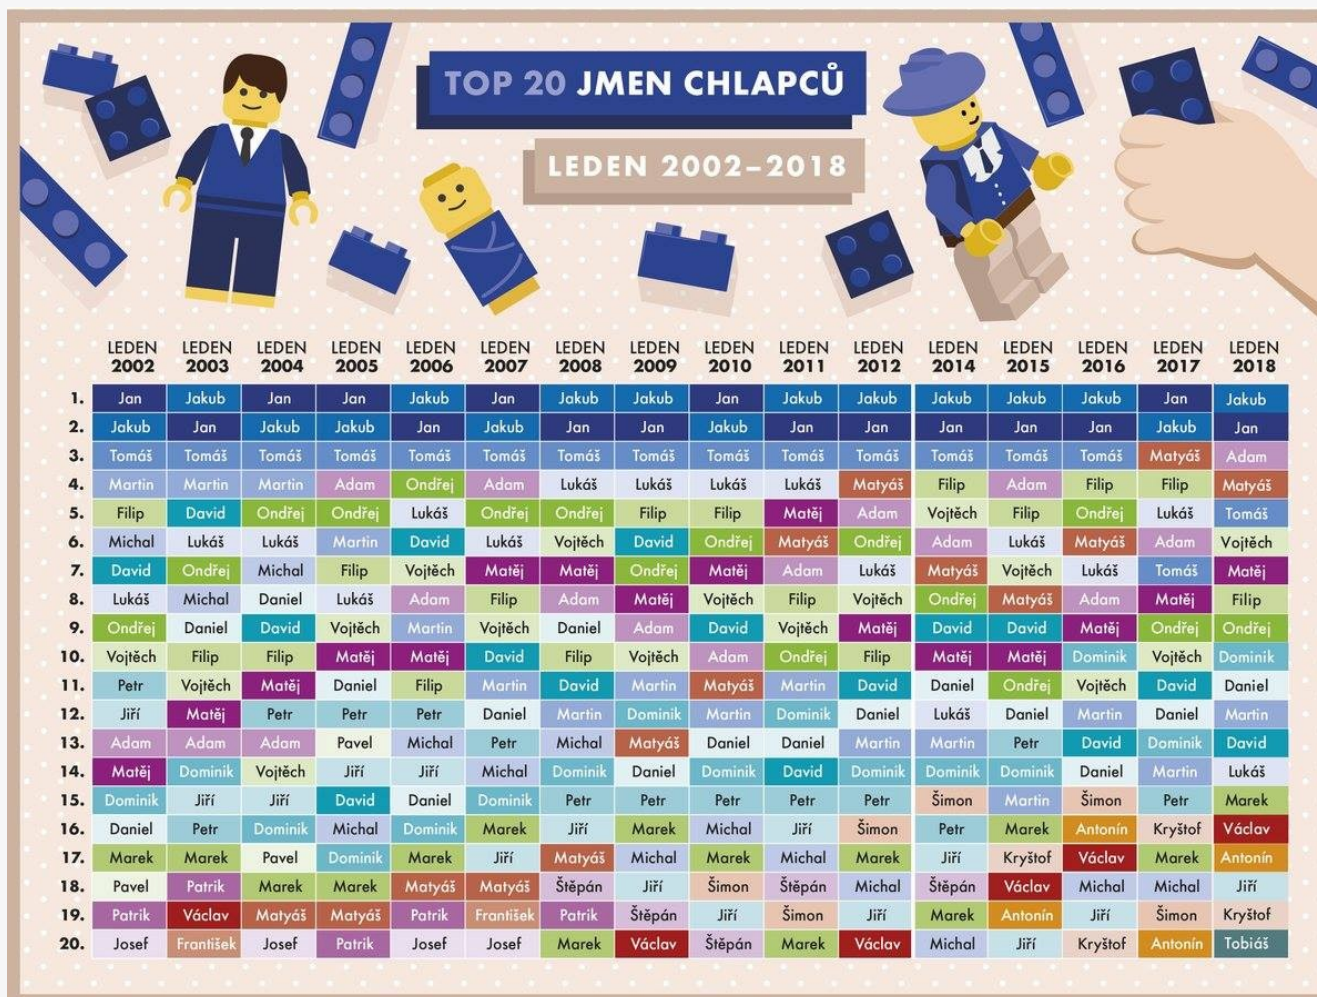 TOP 20 JMEN CHLAPCŮ
LEDEN 2002–2018
LEDEN LEDEN LEDEN LEDEN LEDEN LEDEN LEDEN LEDEN LEDEN LEDEN LEDEN LEDEN LEDEN LEDEN LEDEN LEDEN
2002 2003 2004 2005 2006 2007 2008 2009 2010 2011 2012 2014 2015 2016 2017 2018
1. Jan Jakub Jan Jan Jakub Jan Jakub Jakub Jan Jakub Jakub Jakub Jakub Jakub Jan Jakub
2. Jakub Jan Jakub Jakub Jan Jakub Jan Jan Jakub Jan Jan Jan Jan Jan Jakub Jan
3. Tomáš Tomáš Tomáš Tomáš Tomáš Tomáš Tomáš Tomáš Tomáš Tomáš Tomáš Tomáš Tomáš Tomáš Matyáš Adam
4. Martin Martin Martin Adam Ondřej Adam Lukáš Lukáš Lukáš Lukáš Matyáš Filip Adam Filip Filip Matyáš
5. Filip David Ondřej Ondřej Lukáš Ondřej Ondřej Filip Filip Matěj Adam Vojtěch Filip Ondřej Lukáš Tomáš
6. Michal Lukáš Lukáš Martin David Lukáš Vojtěch David Ondřej Matyáš Ondřej Adam Lukáš Matyáš Adam Vojtěch
7. David Ondřej Michal Filip Vojtěch Matěj Matěj Ondřej Matěj Adam Lukáš Matyáš Vojtěch Lukáš Tomáš Matěj
8. Lukáš Michal Daniel Lukáš Adam Filip Adam Matěj Vojtěch Filip Vojtěch Ondřej Matyáš Adam Matěj Filip
9. Ondřej Daniel David Vojtěch Martin Vojtěch Daniel Adam David Vojtěch Matěj David David Matěj Ondřej Ondřej
10. Vojtěch Filip Filip Matěj Matěj David Filip Vojtěch Adam Ondřej Filip Matěj Matěj Dominik Vojtěch Dominik
11. Petr Vojtěch Matěj Daniel Filip Martin David Martin Matyáš Martin David Daniel Ondřej Vojtěch David Daniel
12. Jiří Matěj Petr Petr Petr Daniel Martin Dominik Martin Dominik Daniel Lukáš Daniel Martin Daniel Martin
13. Adam Adam Adam Pavel Michal Petr Michal Matyáš Daniel Daniel Martin Martin Petr David Dominik David
14. Matěj Dominik Vojtěch Jiří Jiří Michal Dominik Daniel Dominik David Dominik Dominik Dominik Daniel Martin Lukáš
15. Dominik Jiří Jiří David Daniel Dominik Petr Petr Petr Petr Petr Šimon Martin Šimon Petr Marek
16. Daniel Petr Dominik Michal Dominik Marek Jiří Marek Michal Jiří Šimon Petr Marek Antonín Kryštof Václav
17. Marek Marek Pavel Dominik Marek Jiří Matyáš Michal Marek Michal Marek Jiří Kryštof Václav Marek Antonín
18. Pavel Patrik Marek Marek Matyáš Matyáš Štěpán Jiří Šimon Štěpán Michal Štěpán Václav Michal Michal Jiří
19. Patrik Václav Matyáš Matyáš Patrik František Patrik Štěpán Jiří Šimon Jiří Marek Antonín Jiří Šimon Kryštof
20. Josef František Josef Patrik Josef Josef Marek Václav Štěpán Marek Václav Michal Jiří Kryštof Antonín Tobiáš